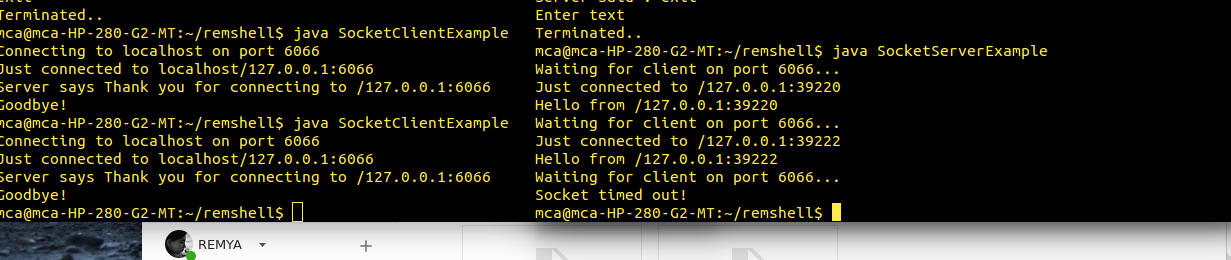 Terminated..
mca@mca-HP-280-G2-MT:~/remshell$ java SocketClientExample
Connecting to localhost on port 6066
Just connected to localhost/127.0.0.1:6066
Server says Thank you for connecting to /127.0.0.1:6066
Goodbye!
mca@mca-HP-280-G2-MT:~/remshell$ java SocketClientExample
Connecting to localhost on port 6066
Just connected to localhost/127.0.0.1:6066
Server says Thank you for connecting to /127.0.0.1:6066
Goodbye!
mca@mca-HP-280-G2-MT:~/remshell$
Enter text
Terminated..
mca@mca-HP-280-G2-MT:~/remshell$ java SocketServerExample
Waiting for client on port 6066...
Just connected to /127.0.0.1:39220
Hello from /127.0.0.1:39220
Waiting for client on port 6066...
Just connected to /127.0.0.1:39222
Hello from /127.0.0.1:39222
Waiting for client on port 6066...
Socket timed out!
mca@mca-HP-280-G2-MT:~/remshell$
REMYA